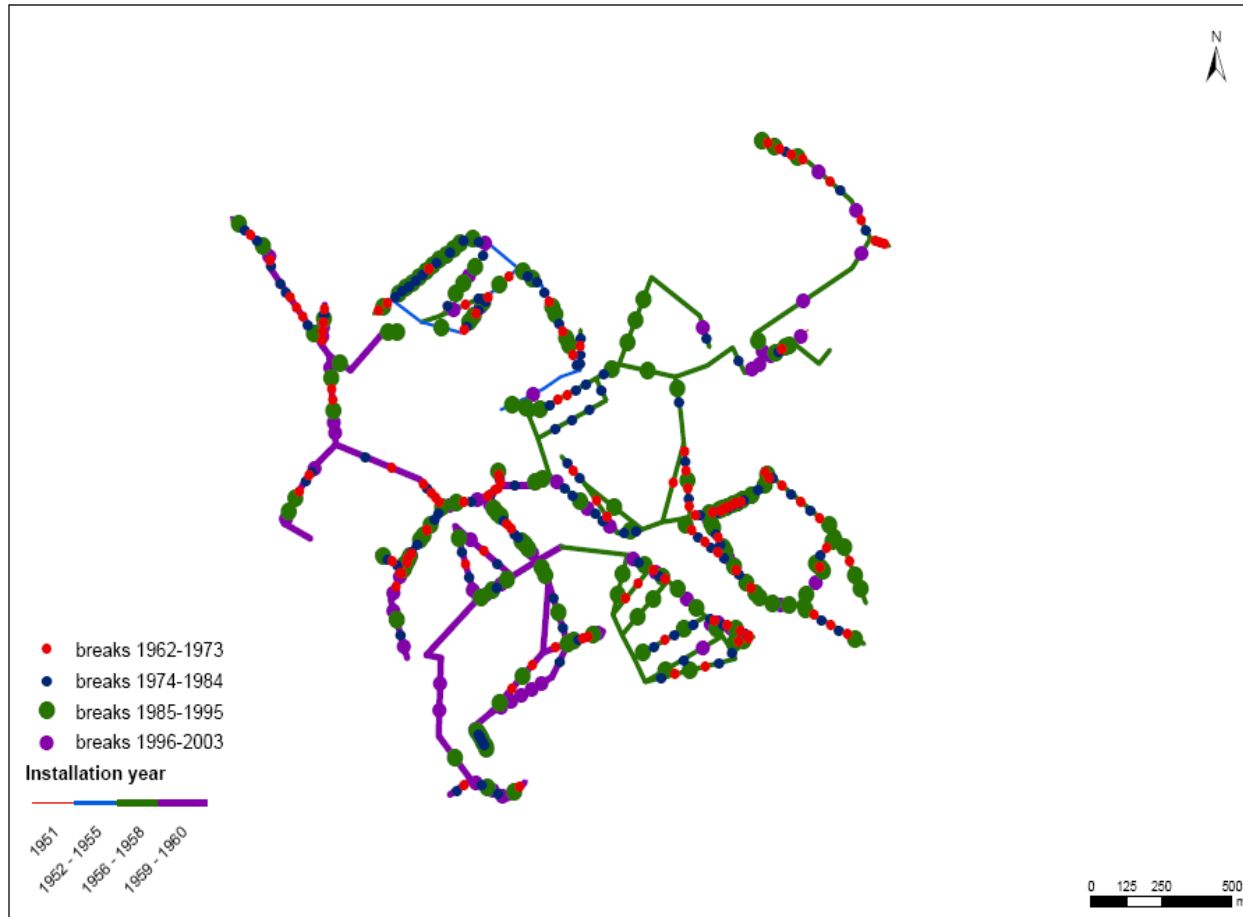 N
breaks 1962-1973
breaks 1974-1984
breaks 1985-1995
breaks 1996-2003
Installation year
1951
1952 - 1955
1956 - 1958
1959 - 1960
0 125 250 500
m